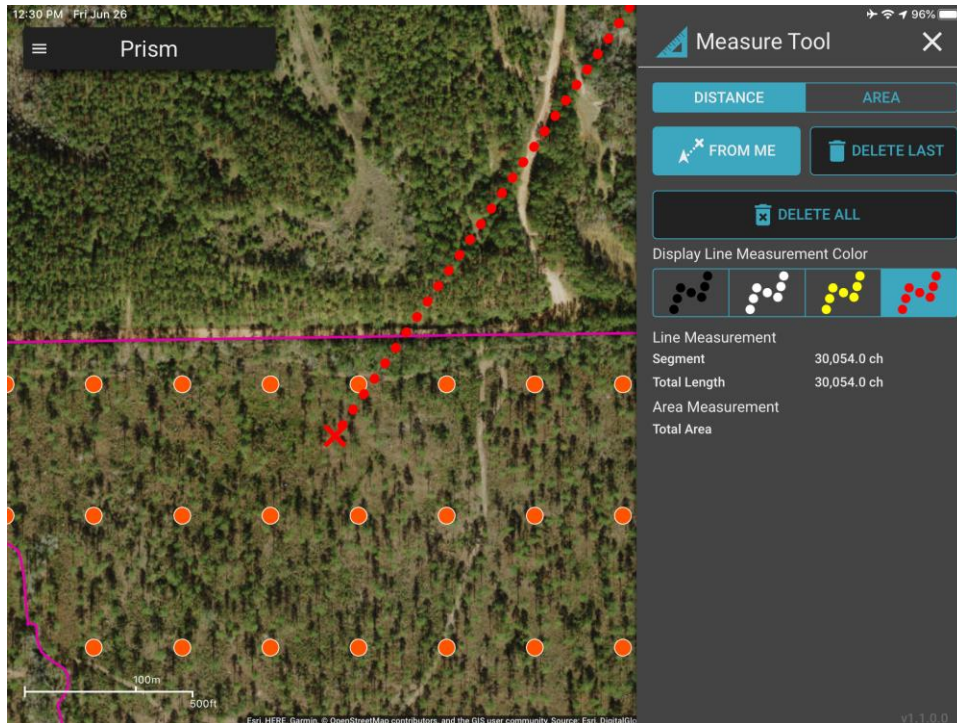 12:30 PM Fri Jun 26
96%
Prism
Measure Tool
DISTANCE
AREA
FROM ME
DELETE LAST
DELETE ALL
Display Line Measurement Color
Line Measurement
Segment 30,054.0 ch
Total Length 30,054.0 ch
Area Measurement
Total Area
100m
500ft
Esri, HERE, Garmin, © OpenStreetMap contributors, and the GIS user community, Source: Esri, DigitalGlo
v1.1.0.0